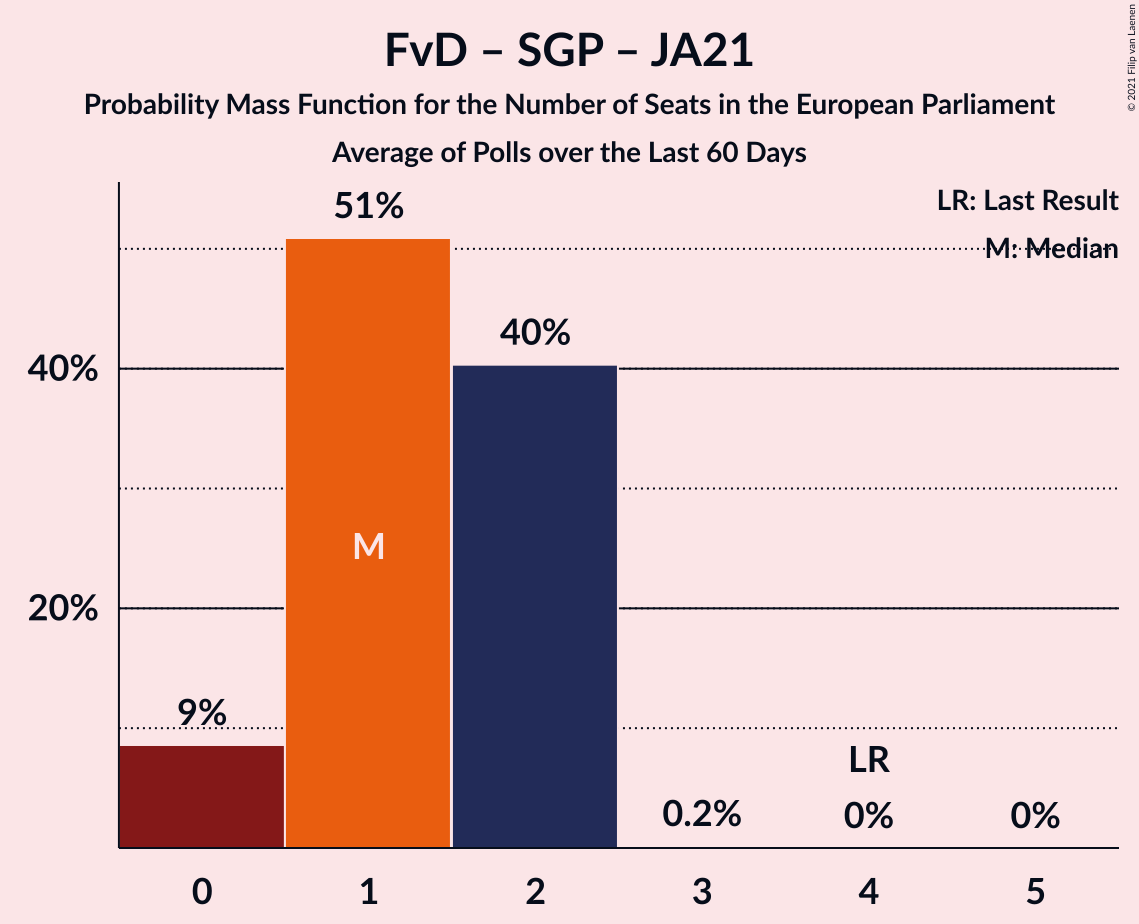 FvD – SGP – JA21
Probability Mass Function for the Number of Seats in the European Parliament
Average of Polls over the Last 60 Days
© 2021 Filip van Laenen
LR: Last Result
M: Median
51%
40%
40%
M
20%
9%
LR
0.2%
0%
0%
0 1 2 3 4 5